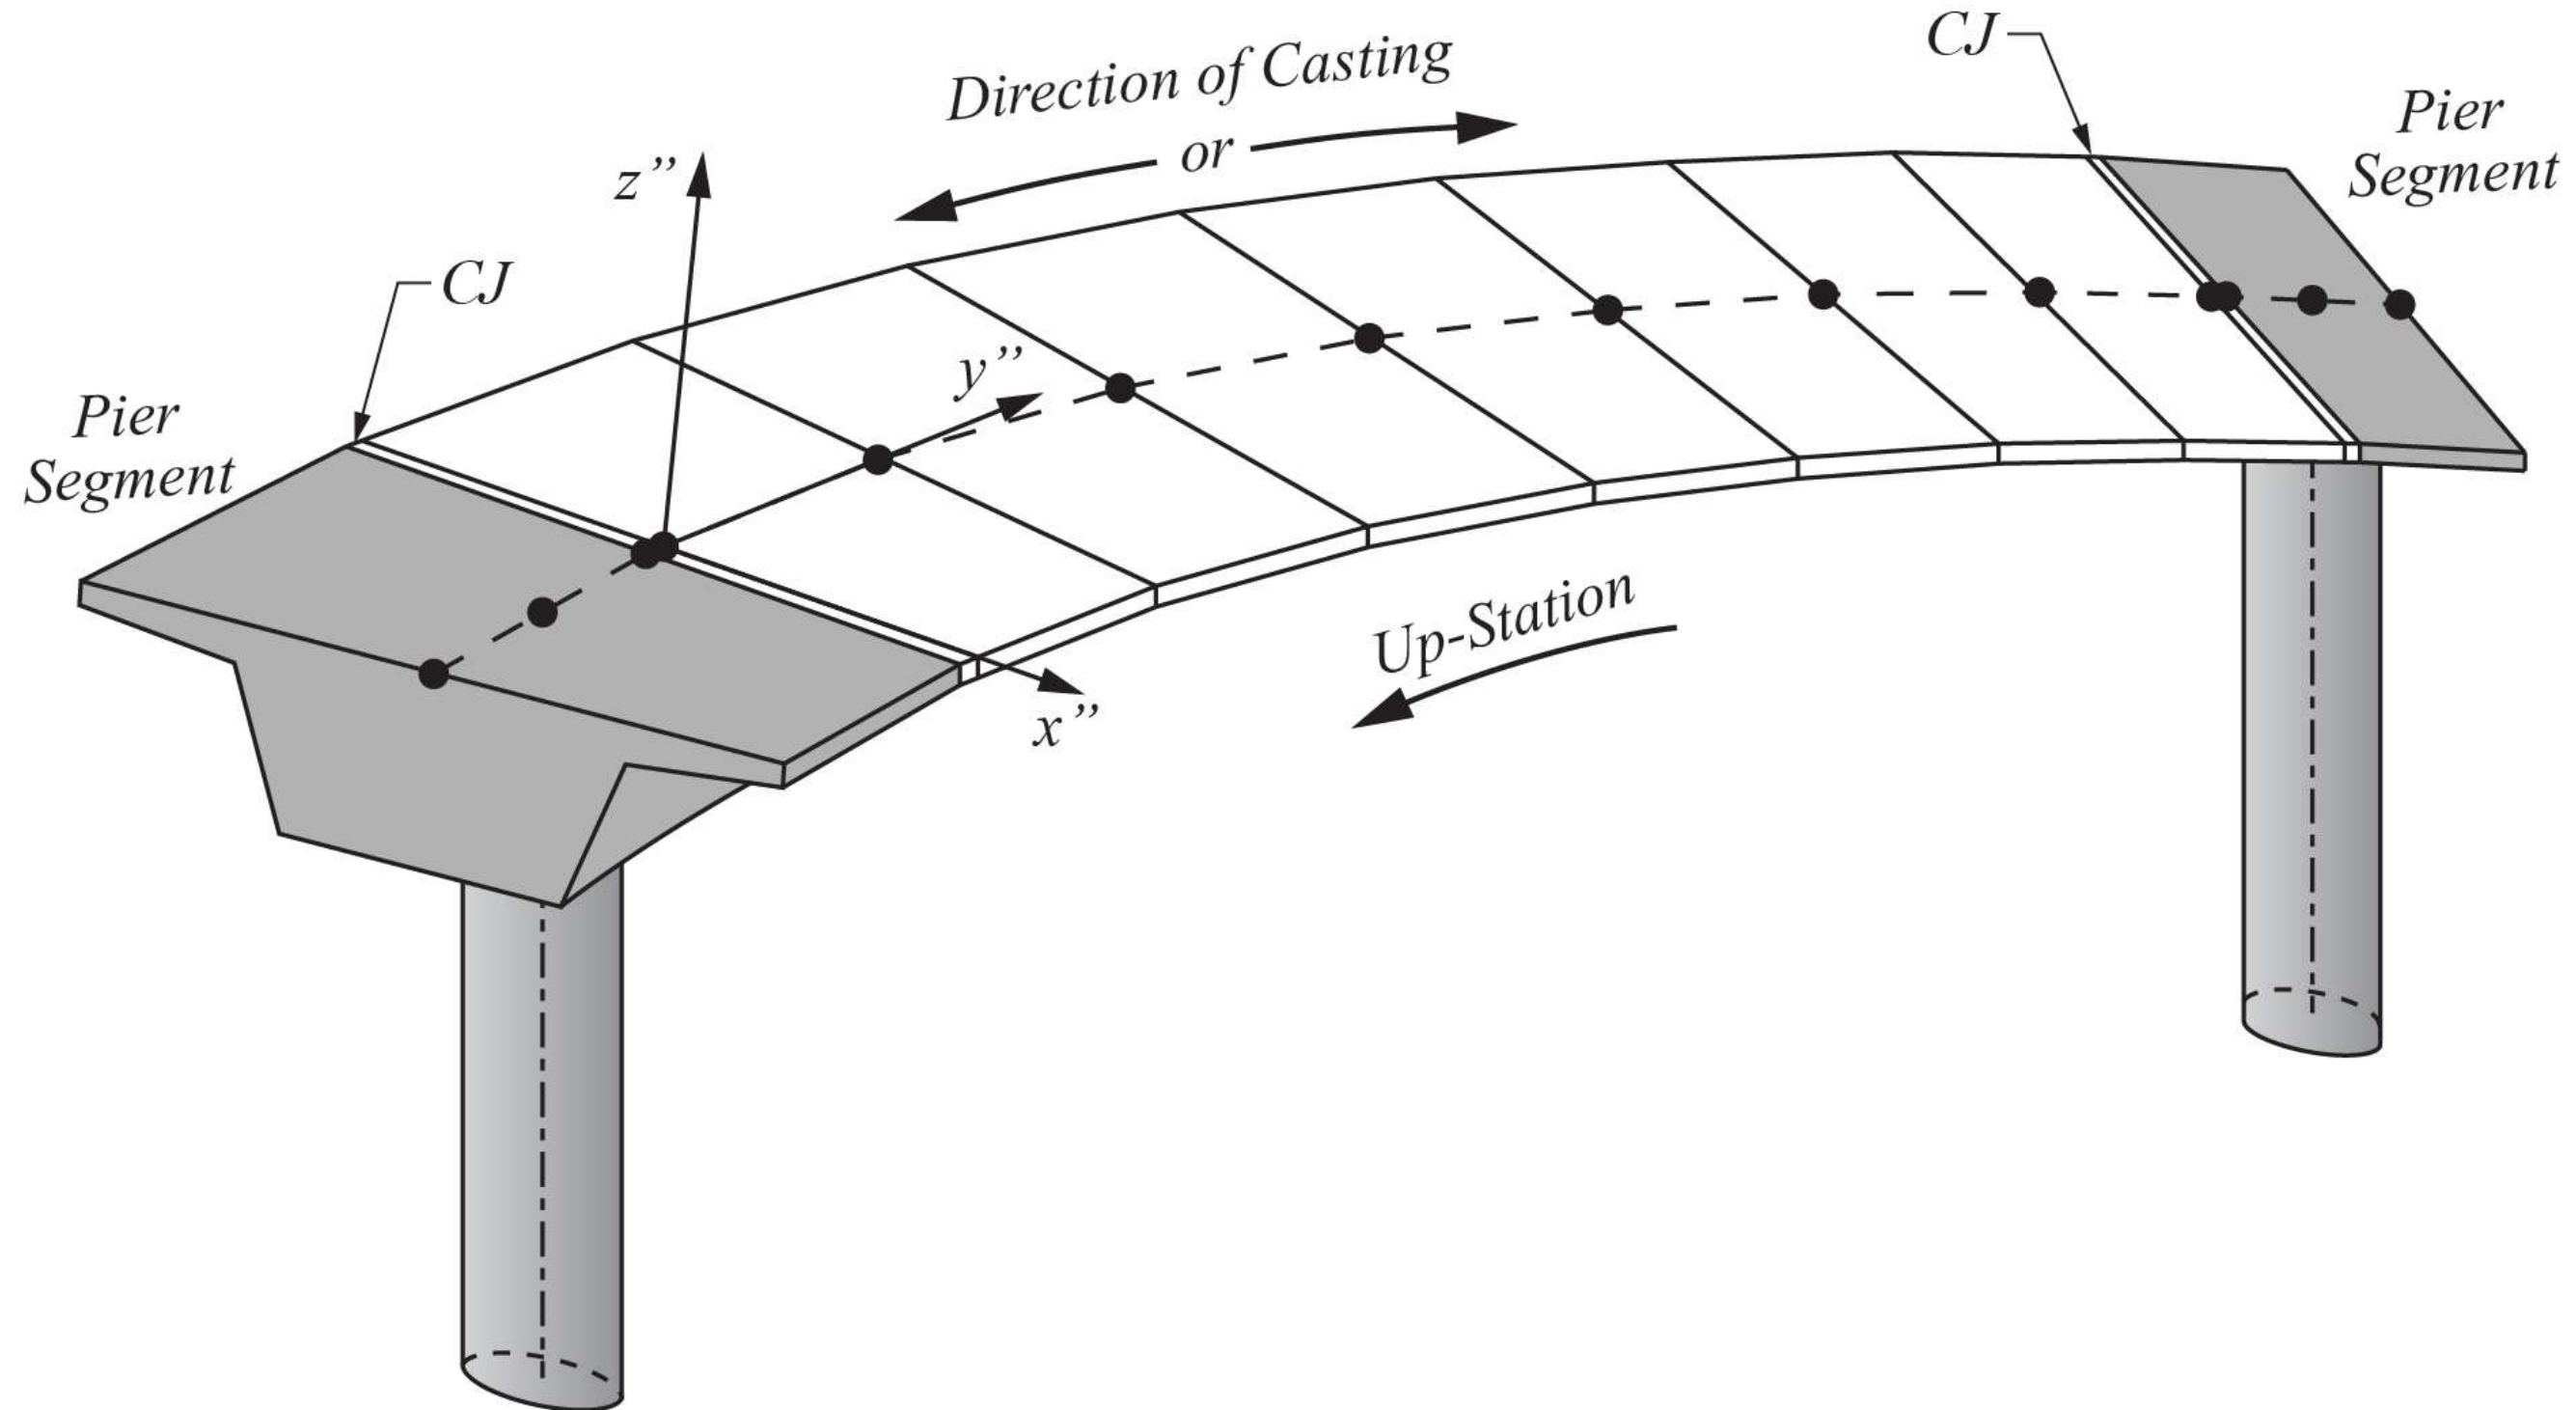 Direction of Casting
or
CJ
Pier
Segment
z”
CJ
y”
Pier
Segment
Up-Station
x”